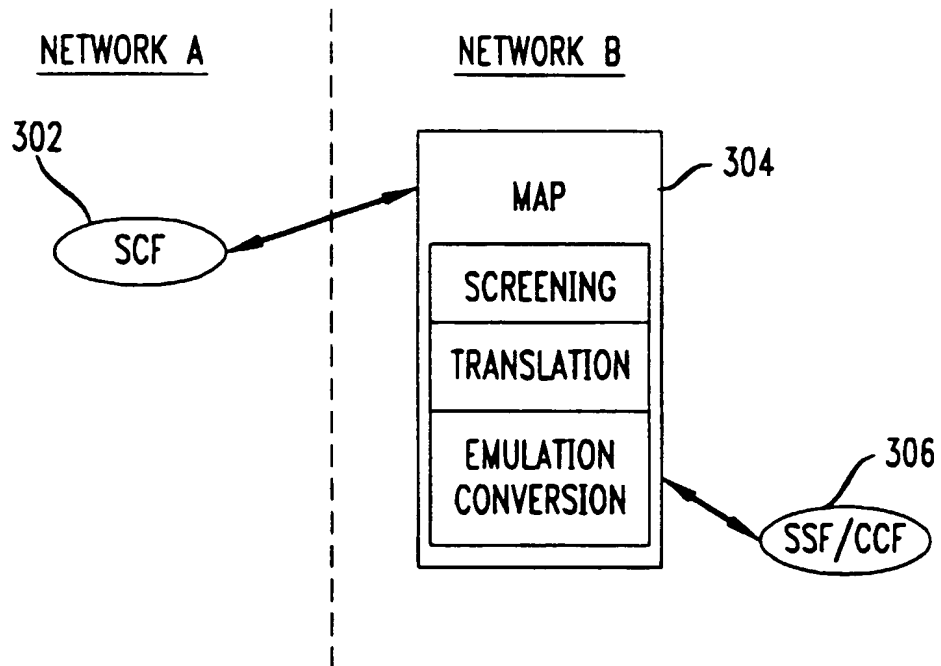 NETWORK A
NETWORK B
302
304
MAP
SCF
SCREENING
TRANSLATION
EMULATION
CONVERSION
306
SSF/CCF